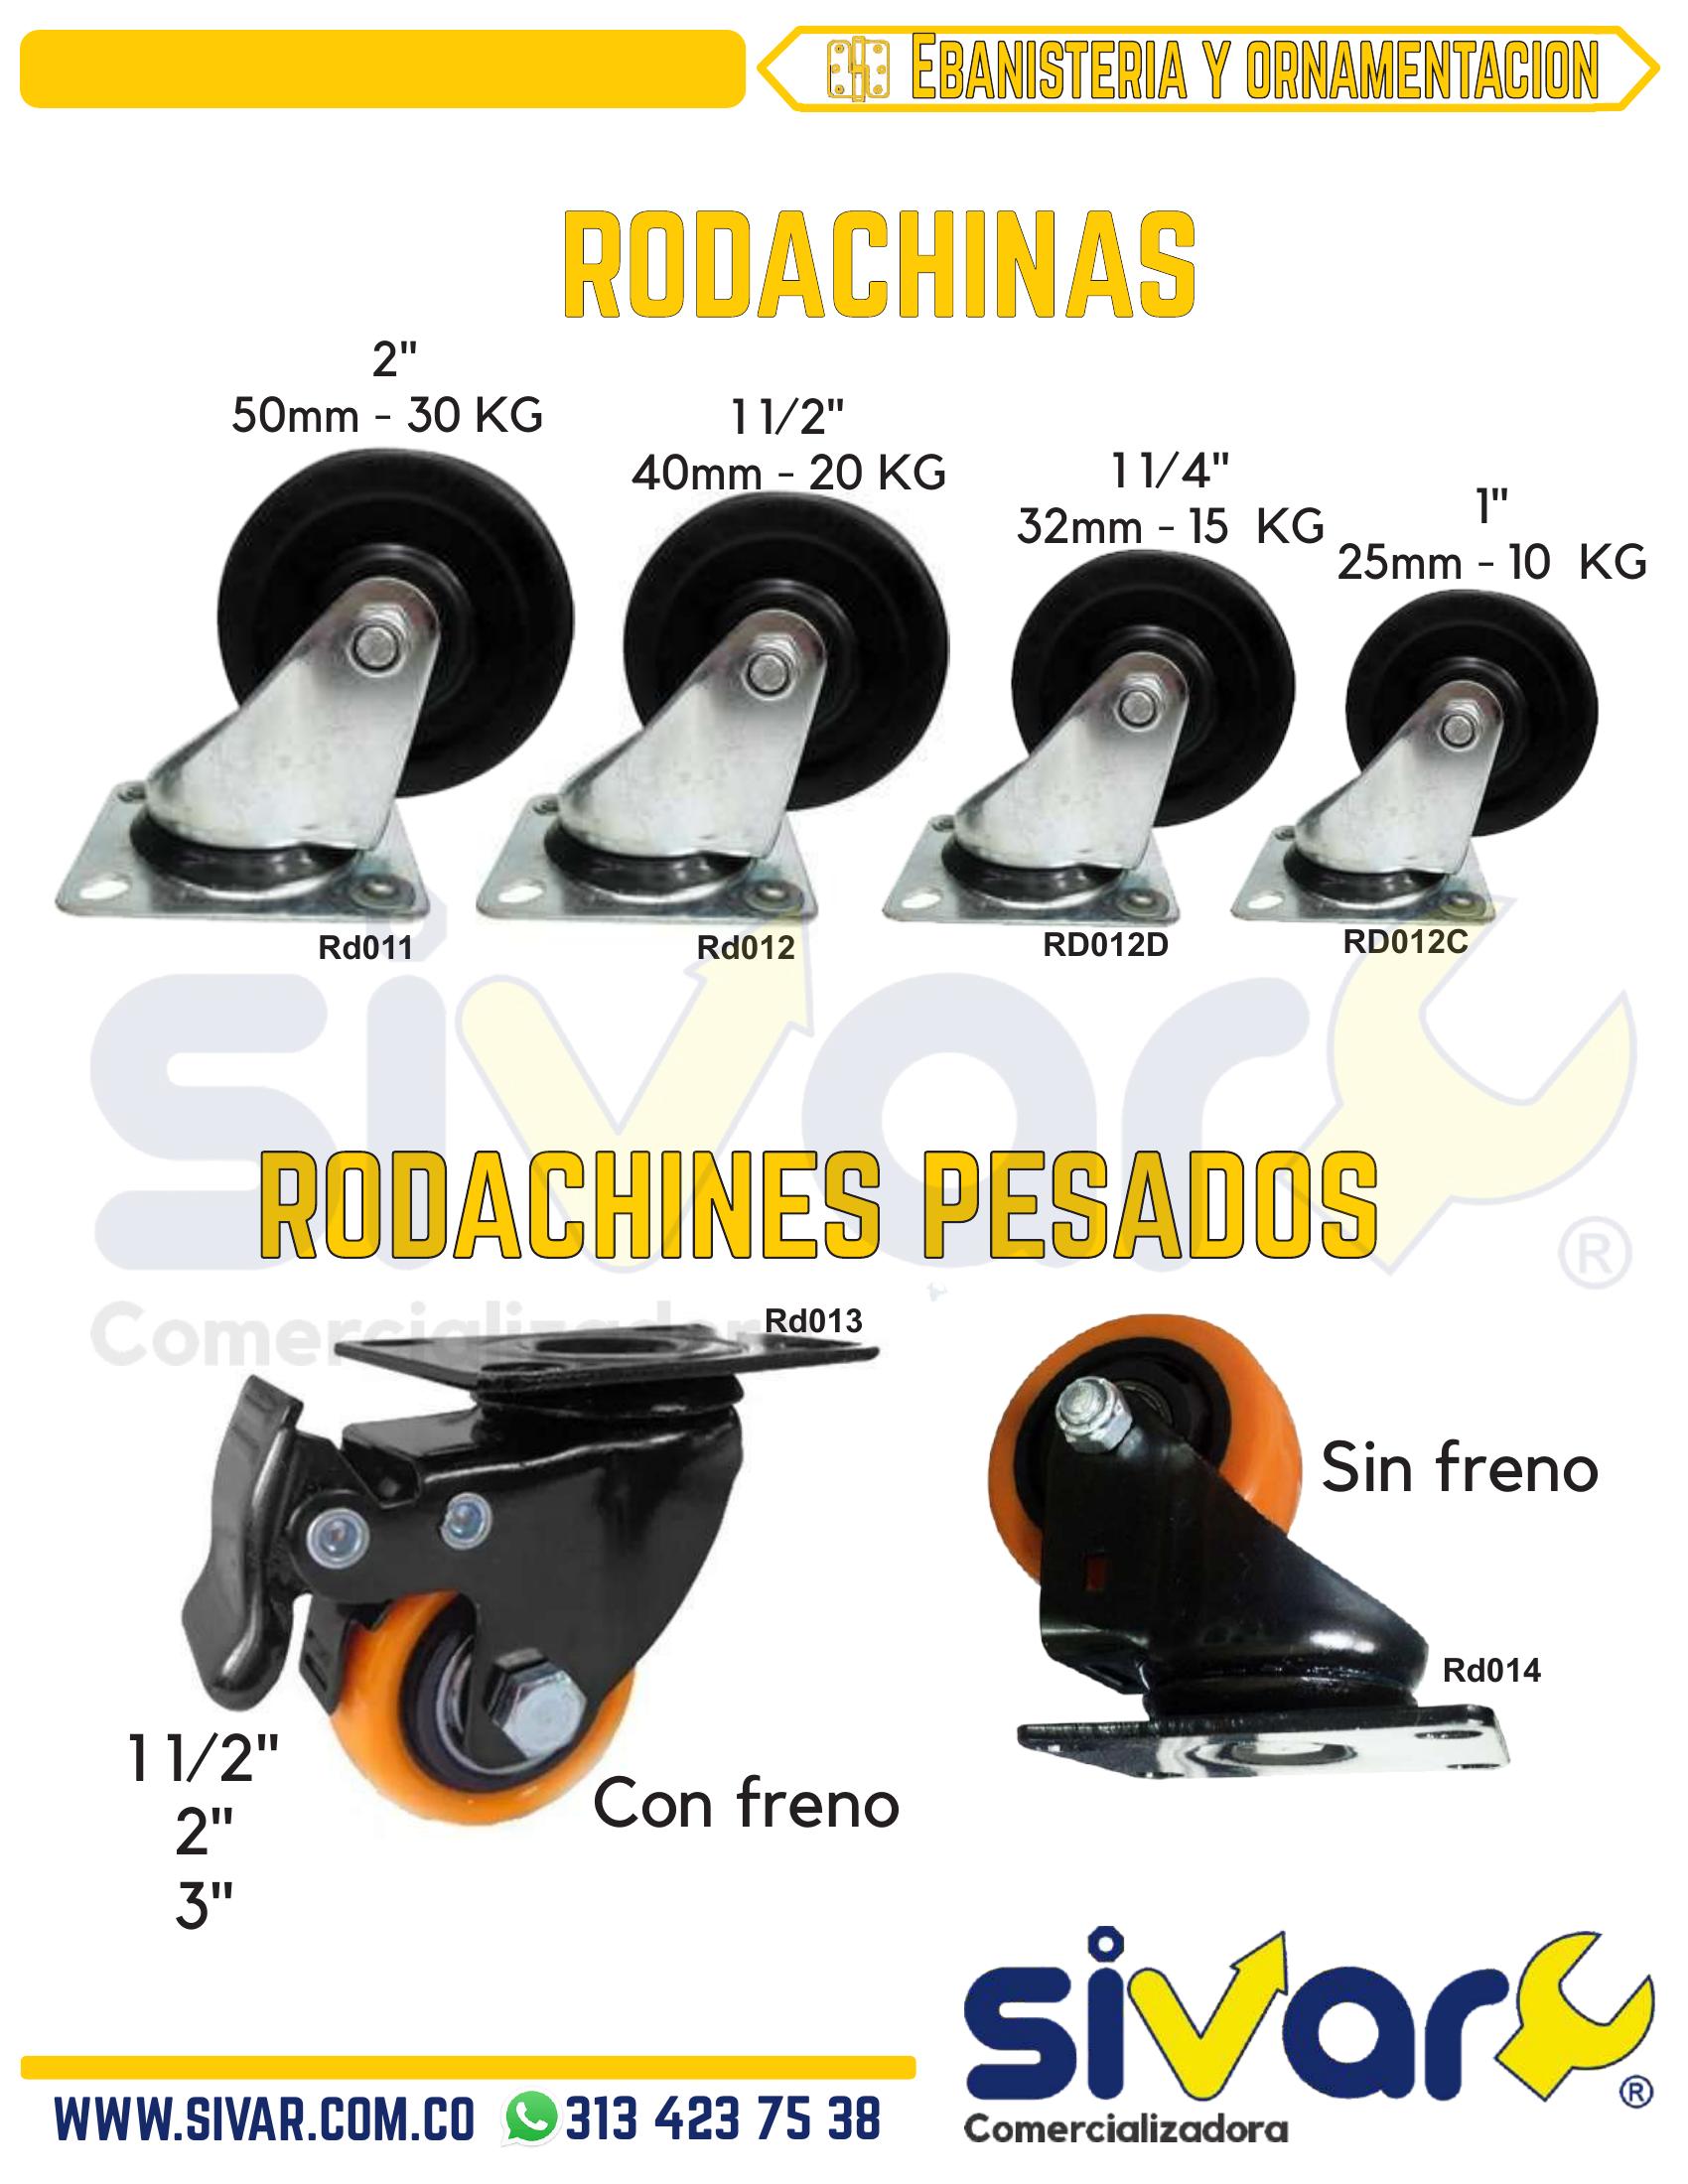 EBANISTERIA Y ORNAMENTACION
RODACHINAS
2"
50mm - 30 KG
1 1/2"
40mm - 20 KG
1 1/4"
32mm - 15 KG
1"
25mm - 10 KG
Rd011
Rd012
RD012D
RD012C
sivar
®
Comercializadora
RODACHINES PESADOS
Rd013
Sin freno
Rd014
1 1/2"
2"
3"
Con freno
sivar
®
Comercializadora
WWW.SIVAR.COM.CO 313 423 75 38